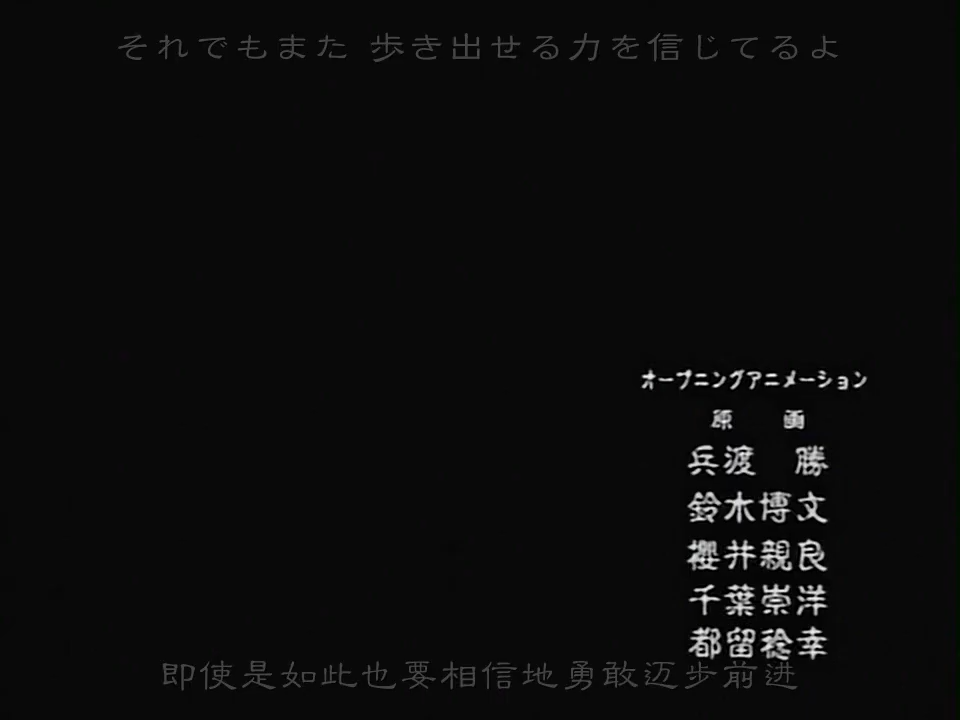 それでもまた 歩き出せる力を信じてるよ
オープニングアニメーション
原 画
兵渡 勝
鈴木博文
櫻井親良
千葉崇洋
都留稔幸
即使是如此也要相信地勇敢迈步前进